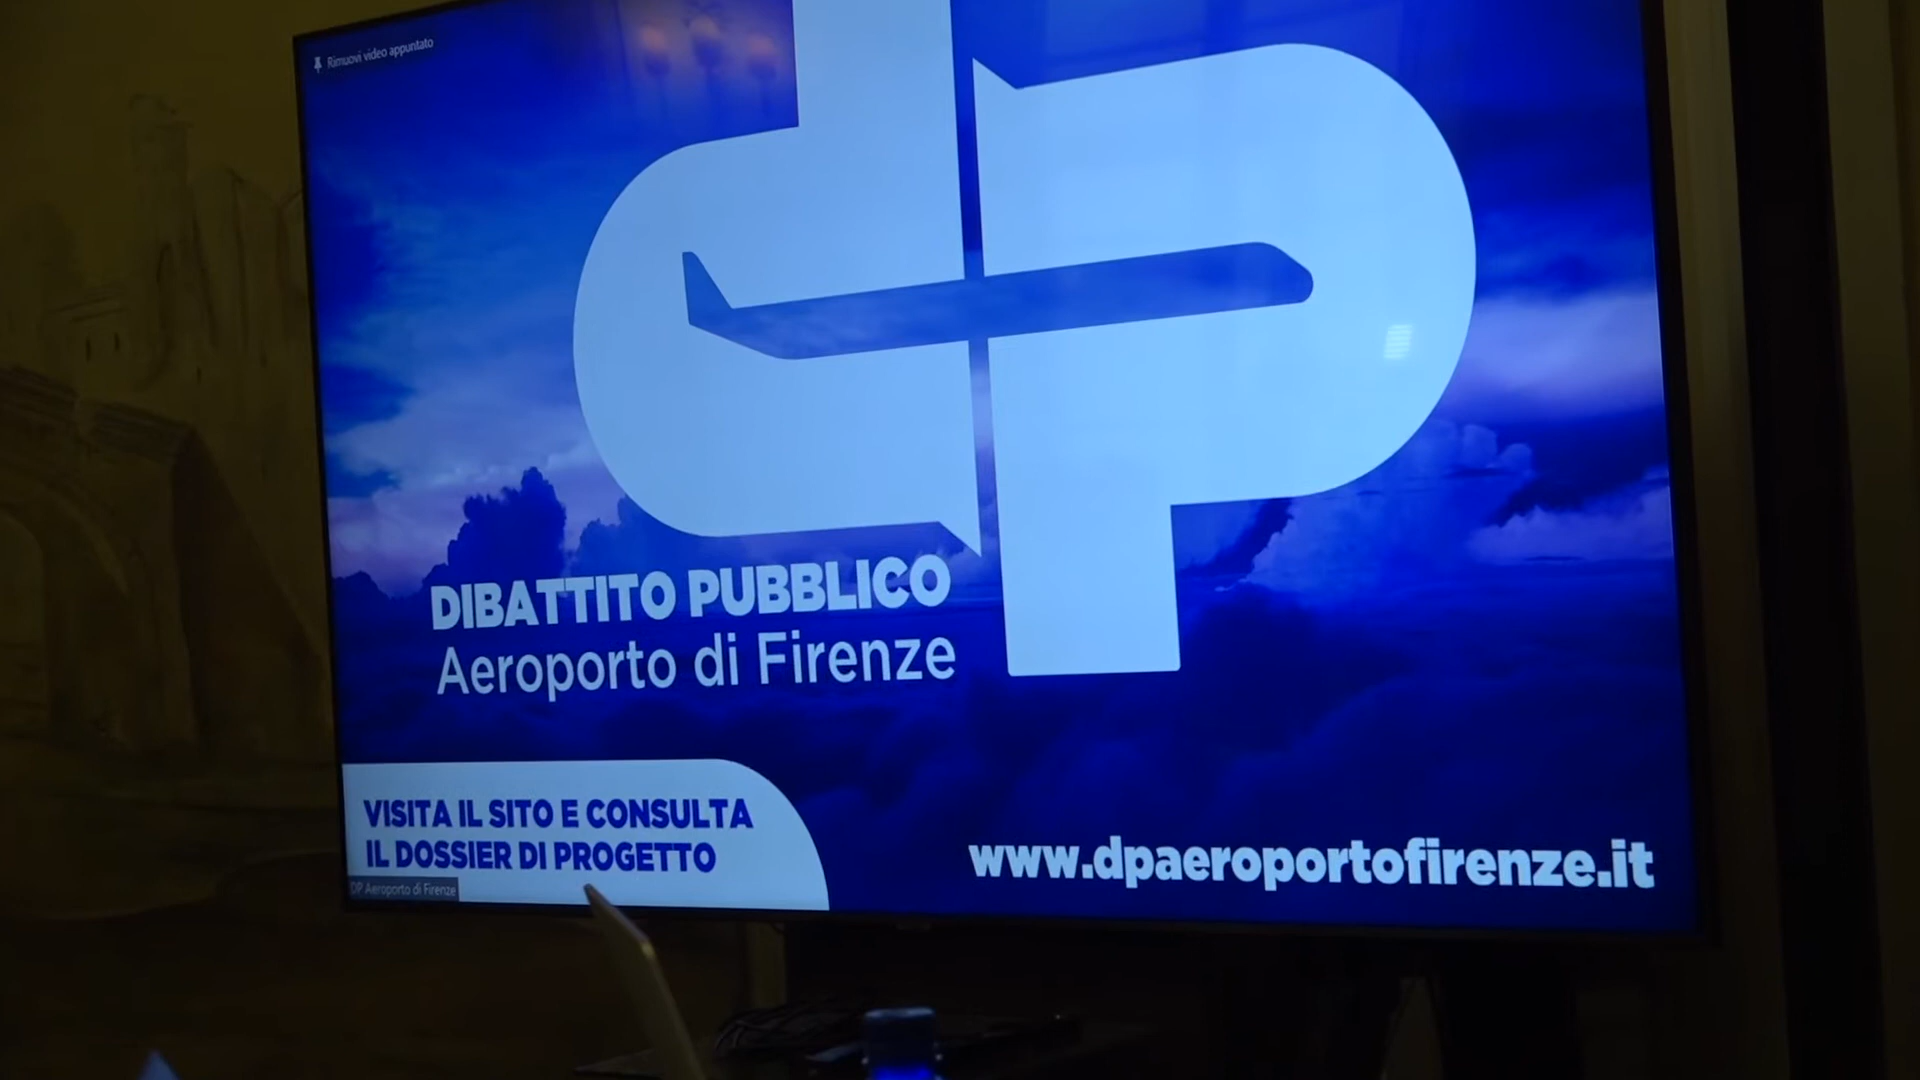 Rimuovi video appuntato
dp
DIBATTITO PUBBLICO
Aeroporto di Firenze
VISITA IL SITO E CONSULTA
IL DOSSIER DI PROGETTO
DP Aeroporto di Firenze
www.dpaeroportofirenze.it